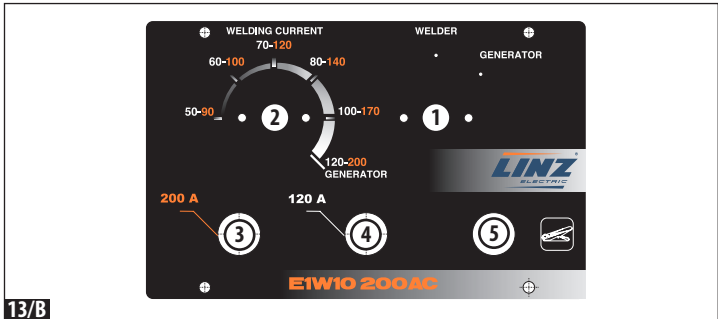 WELDING CURRENT
WELDER
70-120
GENERATOR
60-100
80-140
50-90
2
100-170
1
120-200
GENERATOR
LINZ
ELECTRIC
®
200 A
120 A
3
4
5
E1W10 200AC
13/B